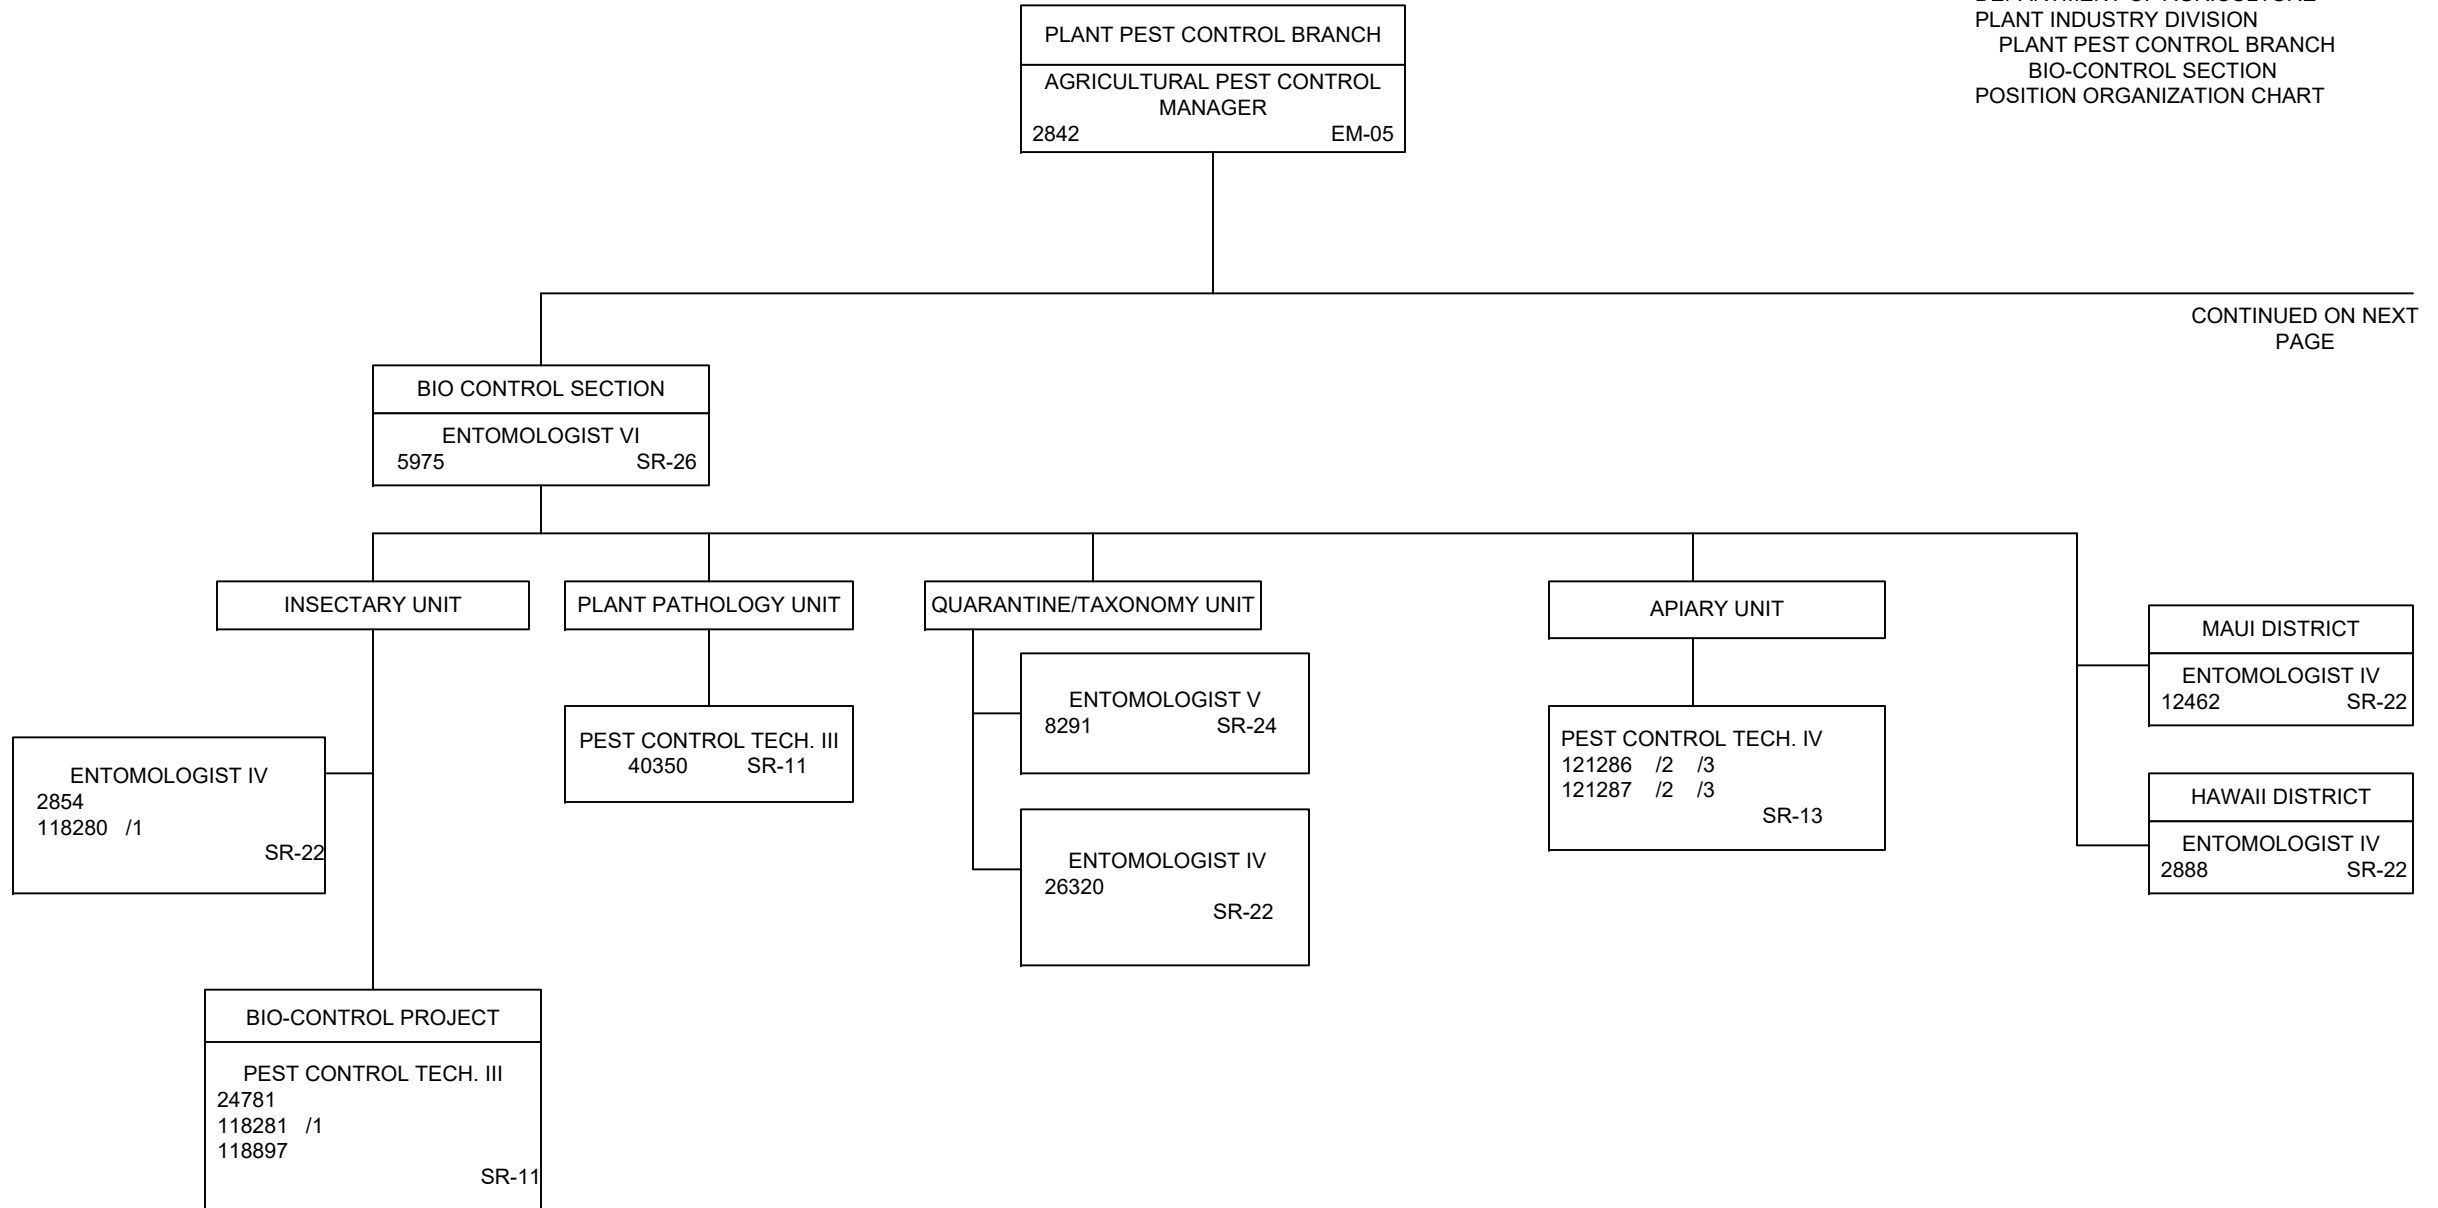 PLANT INDUSTRY DIVISION
PLANT PEST CONTROL BRANCH
BIO-CONTROL SECTION
POSITION ORGANIZATION CHART
PLANT PEST CONTROL BRANCH
AGRICULTURAL PEST CONTROL
MANAGER
2842 EM-05
CONTINUED ON NEXT
PAGE
BIO CONTROL SECTION
ENTOMOLOGIST VI
5975 SR-26
INSECTARY UNIT
ENTOMOLOGIST IV
2854
118280 /1
SR-22
BIO-CONTROL PROJECT
PEST CONTROL TECH. III
24781
118281 /1
118897
SR-11
PLANT PATHOLOGY UNIT
PEST CONTROL TECH. III
40350 SR-11
QUARANTINE/TAXONOMY UNIT
ENTOMOLOGIST V
8291 SR-24
ENTOMOLOGIST IV
26320
SR-22
APIARY UNIT
PEST CONTROL TECH. IV
121286 /2 /3
121287 /2 /3
SR-13
MAUI DISTRICT
ENTOMOLOGIST IV
12462 SR-22
HAWAII DISTRICT
ENTOMOLOGIST IV
2888 SR-22